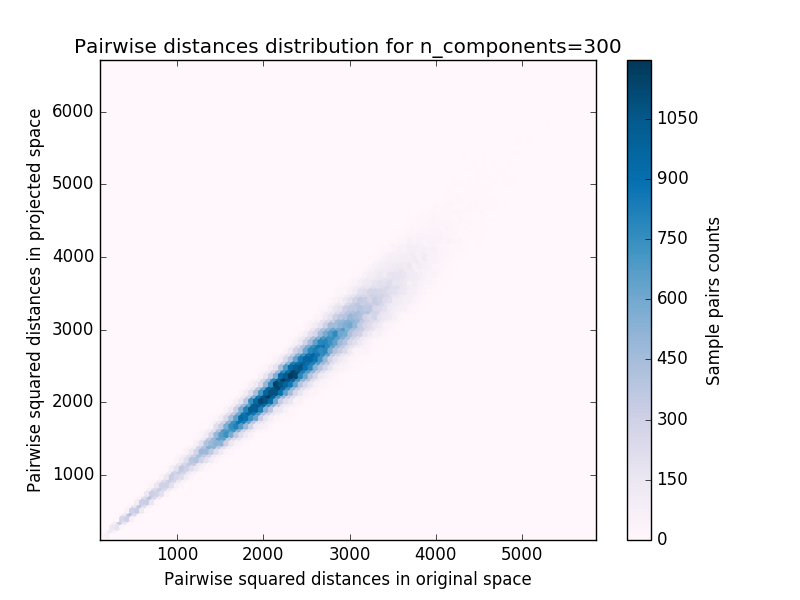 Pairwise distances distribution for n_components=300
Pairwise squared distances in projected space
6000
5000
4000
3000
2000
1000
1000 2000 3000 4000 5000
Pairwise squared distances in original space
1050
900
750
600
450
300
150
0
Sample pairs counts